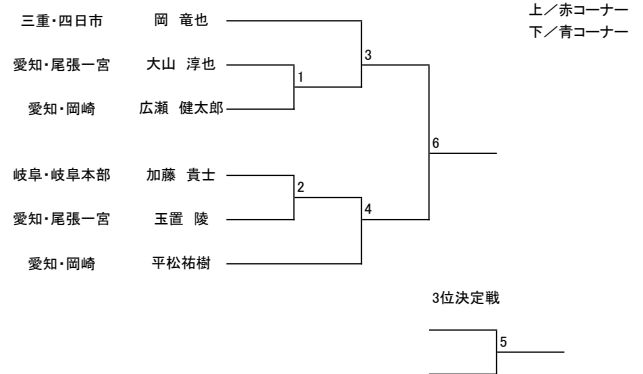 上／赤コーナー
下／青コーナー
三重・四日市 岡 竜也
愛知・尾張一宮 大山 淳也
愛知・岡崎 広瀬 健太郎
岐阜・岐阜本部 加藤 貴士
愛知・尾張一宮 玉置 陵
愛知・岡崎 平松祐樹
1
2
3
4
6
3位決定戦
5